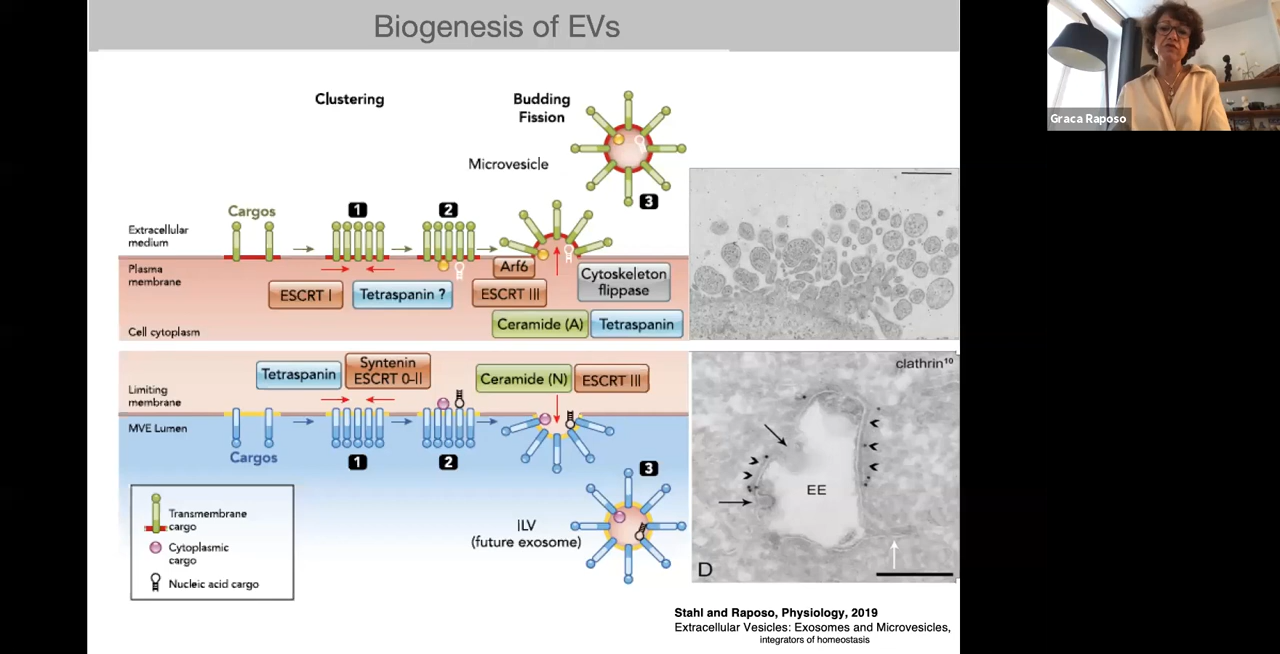 Biogenesis of EVs
Graca Raposo
Clustering
Budding
Fission
Microvesicle
3
Cargos
1
2
Extracellular
medium
Plasma
membrane
Arf6
Cytoskeleton
flippase
ESCRT I
Tetraspanin ?
ESCRT III
Ceramide (A)
Tetraspanin
Cell cytoplasm
Tetraspanin
Syntenin
ESCRT 0-II
Ceramide (N)
ESCRT III
Limiting
membrane
MVE Lumen
Cargos
1
2
3
ILV
(future exosome)
Transmembrane
cargo
Cytoplasmic
cargo
Nucleic acid cargo
clathrin10
EE
D
Stahl and Raposo, Physiology, 2019
Extracellular Vesicles: Exosomes and Microvesicles,
integrators of homeostasis